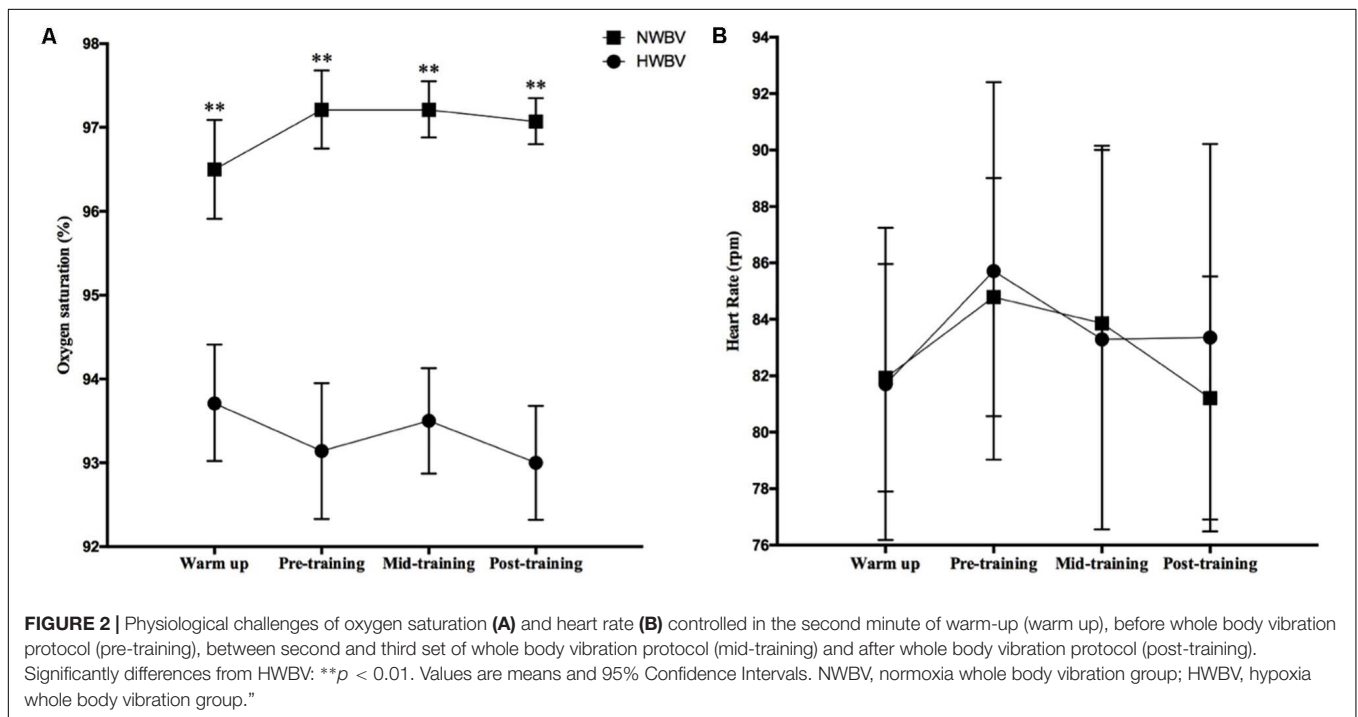 A
B
NWBV
HWBV
98
97
96
95
94
93
92
Oxygen saturation (%)
**
**
**
**
Warm up
Pre-training
Mid-training
Post-training
94
92
90
88
86
84
82
80
78
76
Heart Rate (rpm)
Warm up
Pre-training
Mid-training
Post-training
FIGURE 2 | Physiological challenges of oxygen saturation (A) and heart rate (B) controlled in the second minute of warm-up (warm up), before whole body vibration
protocol (pre-training), between second and third set of whole body vibration protocol (mid-training) and after whole body vibration protocol (post-training).
Significantly differences from HWBV: **p < 0.01. Values are means and 95% Confidence Intervals. NWBV, normoxia whole body vibration group; HWBV, hypoxia
whole body vibration group.”